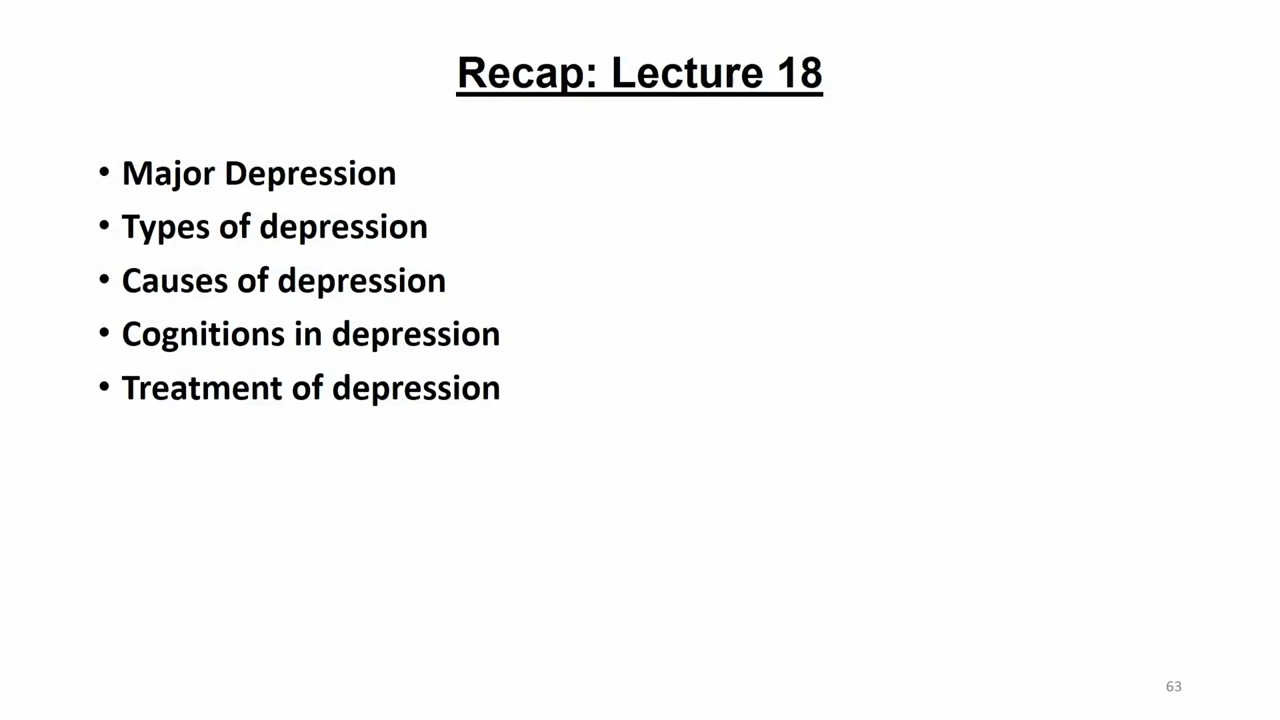 Recap: Lecture 18
• Major Depression
• Types of depression
• Causes of depression
• Cognitions in depression
• Treatment of depression
63